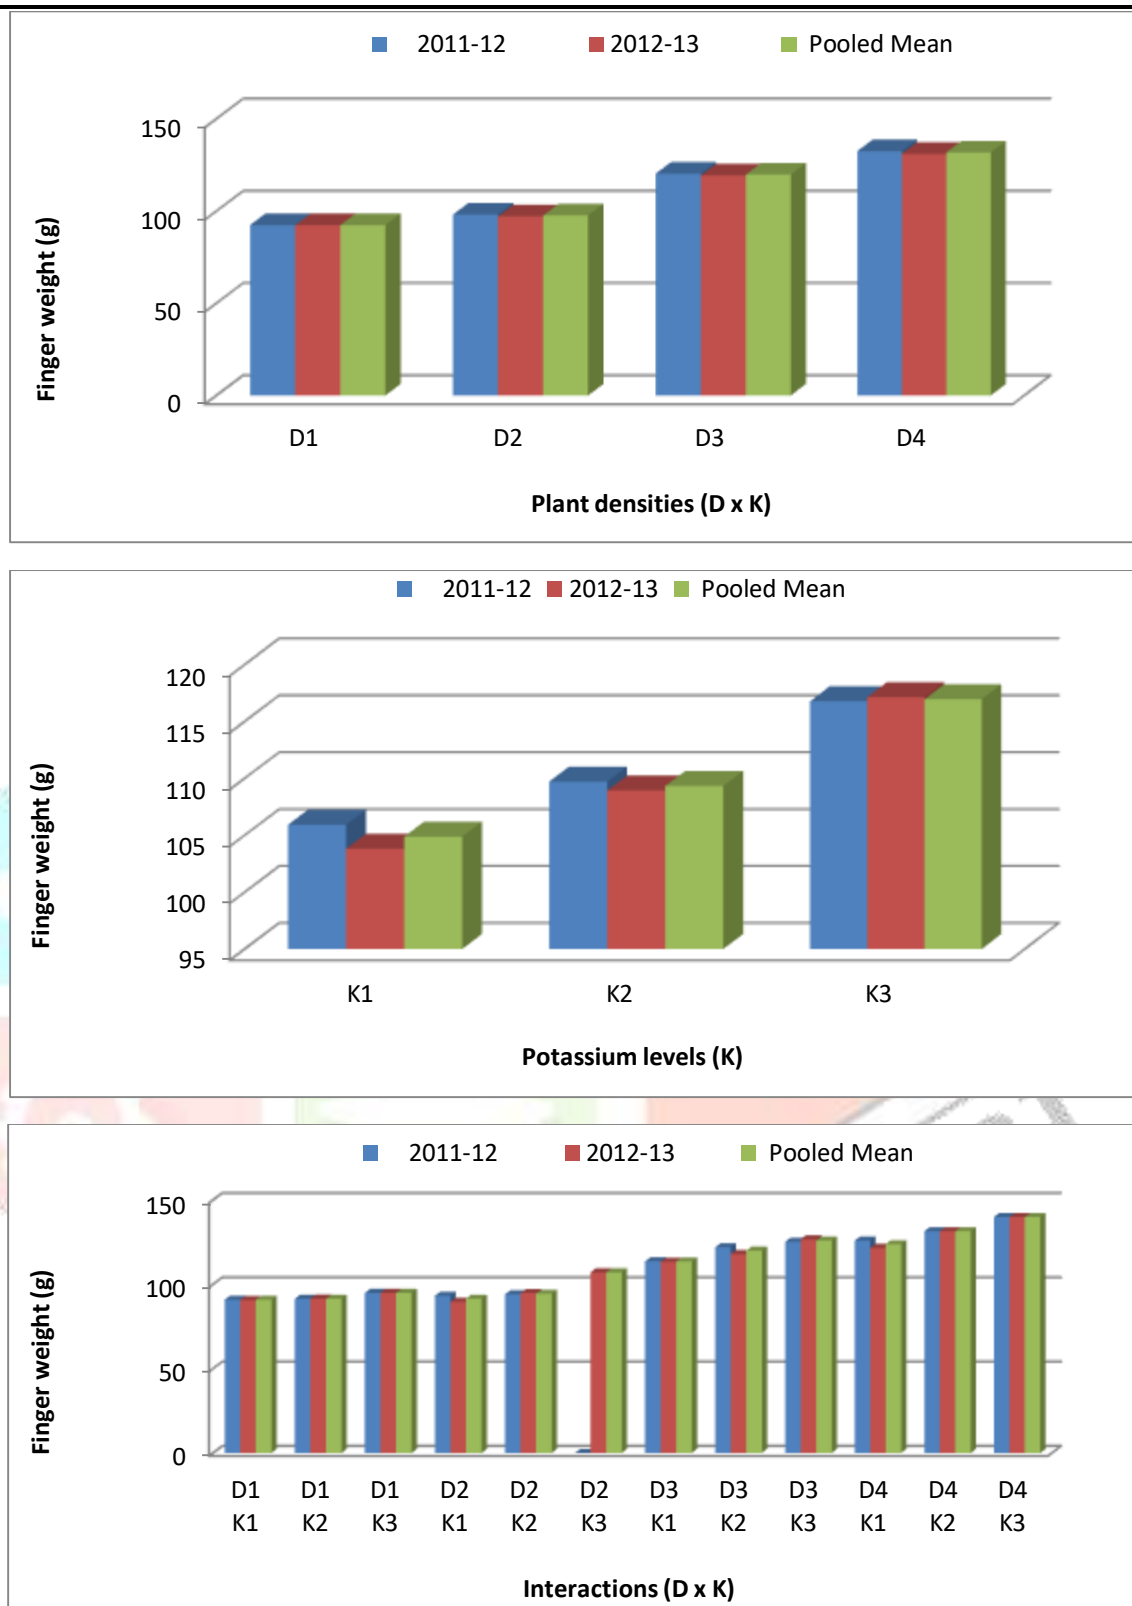 2011-12 2012-13 Pooled Mean
150
100
50
0
Finger weight (g)
D1 D2 D3 D4
Plant densities (D x K)
2011-12 2012-13 Pooled Mean
120
115
110
105
100
95
Finger weight (g)
K1 K2 K3
Potassium levels (K)
2011-12 2012-13 Pooled Mean
150
100
50
0
Finger weight (g)
D1 D1 D1 D2 D2 D2 D3 D3 D3 D4 D4 D4
K1 K2 K3 K1 K2 K3 K1 K2 K3 K1 K2 K3
Interactions (D x K)